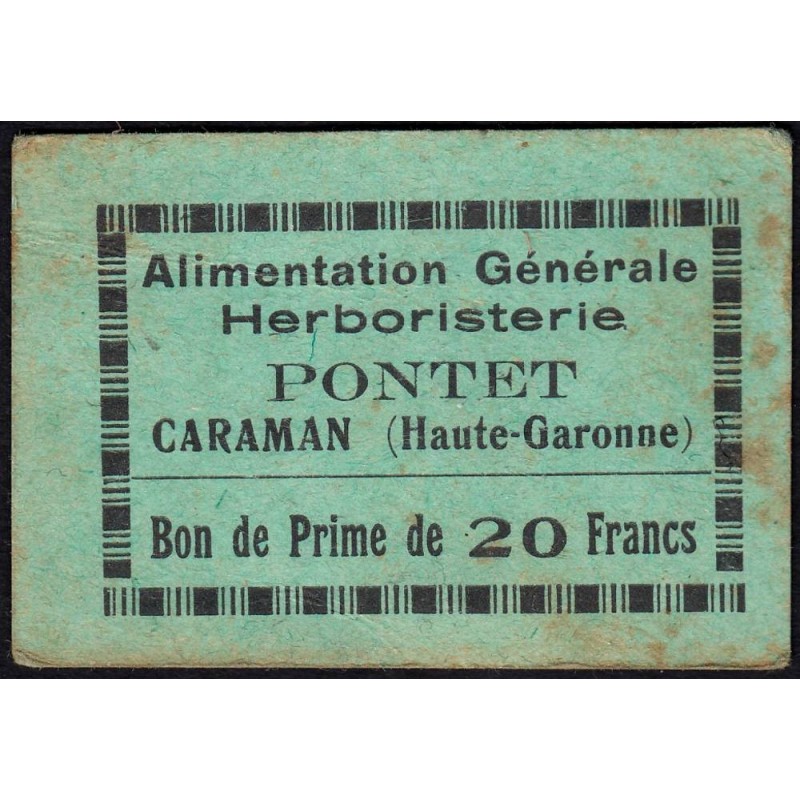 Alimentation Générale
Herboristerie
PONTET
CARAMAN (Haute-Garonne)
Bon de Prime de 20 Francs